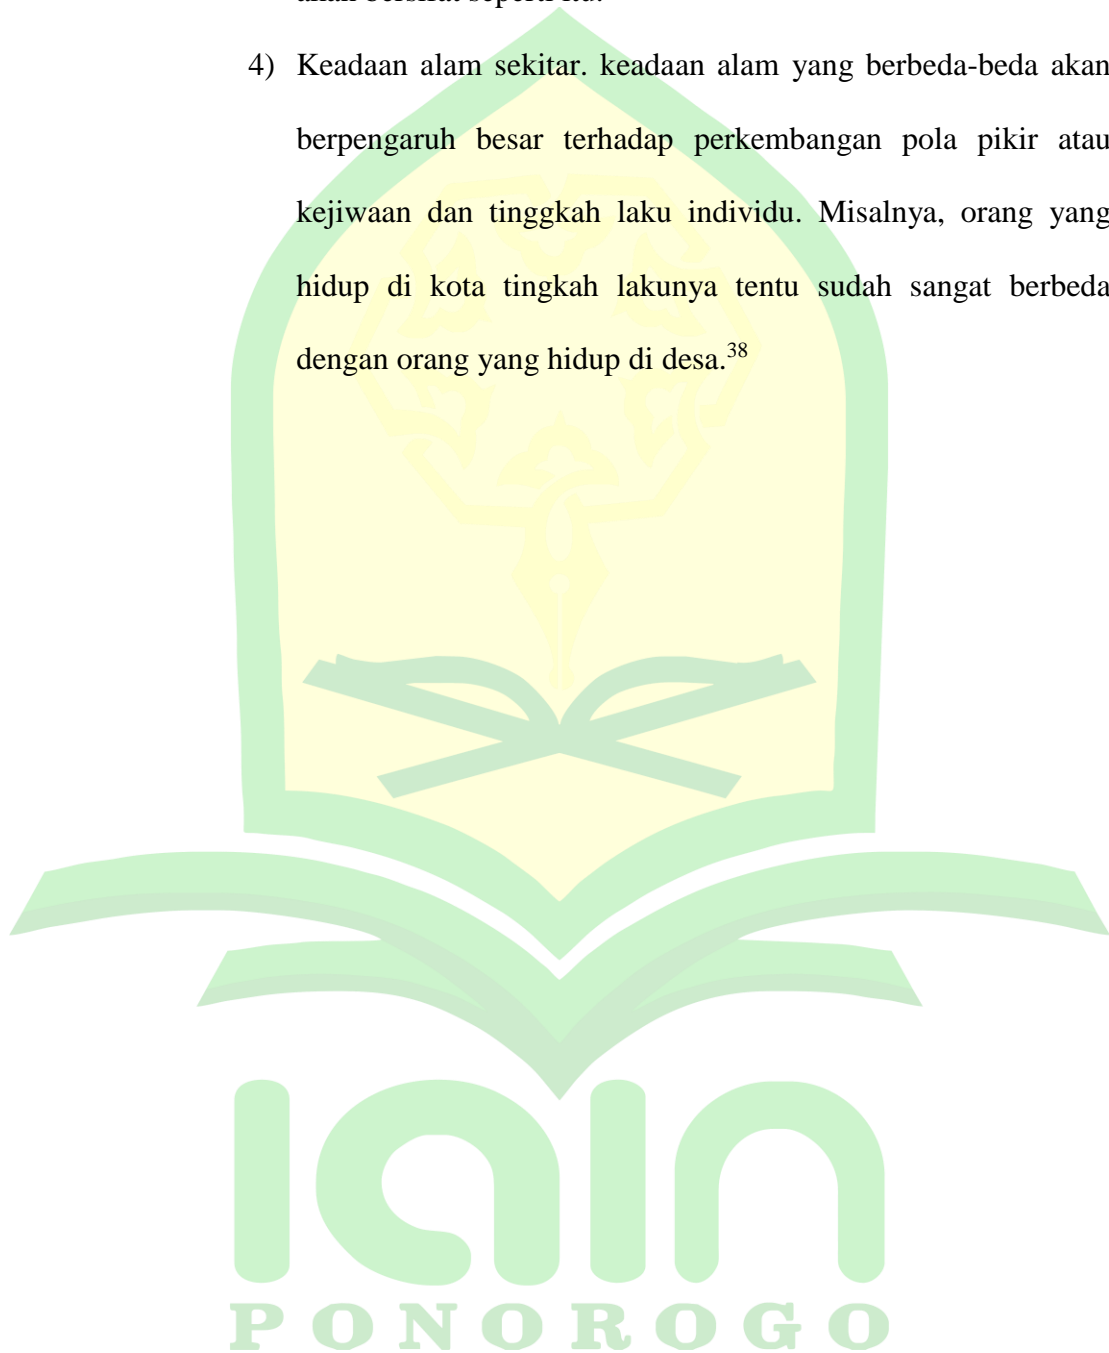 4) Keadaan alam sekitar. keadaan alam yang berbeda-beda akan
berpengaruh besar terhadap perkembangan pola pikir atau
kejiwaan dan tinggkah laku individu. Misalnya, orang yang
hidup di kota tingkah lakunya tentu sudah sangat berbeda
dengan orang yang hidup di desa.38
iain
PONOROGO